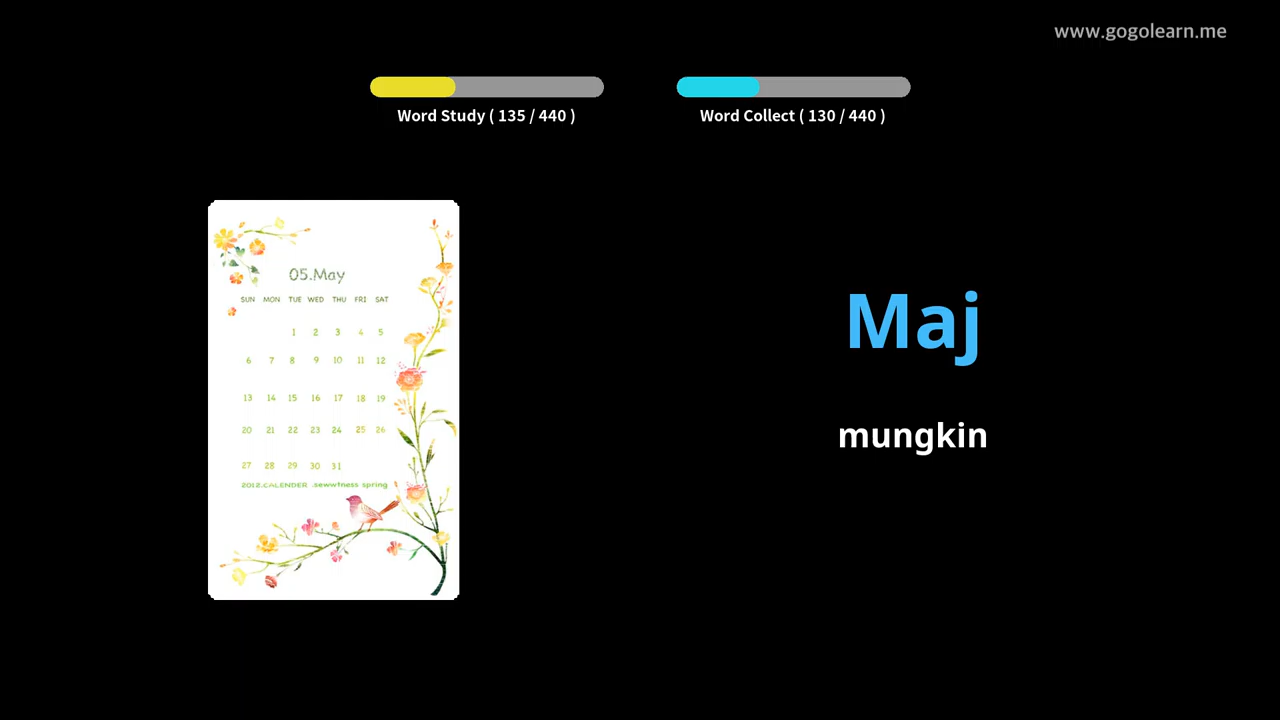 www.gogolearn.me
Word Study ( 135 / 440 )
Word Collect ( 130 / 440 )
05.May
SUN MON TUE WED THU FRI SAT
1 2 3 4 5
6 7 8 9 10 11 12
13 14 15 16 17 18 19
20 21 22 23 24 25 26
27 28 29 30 31
2012.CALENDER .sewwtness spring
Maj
mungkin